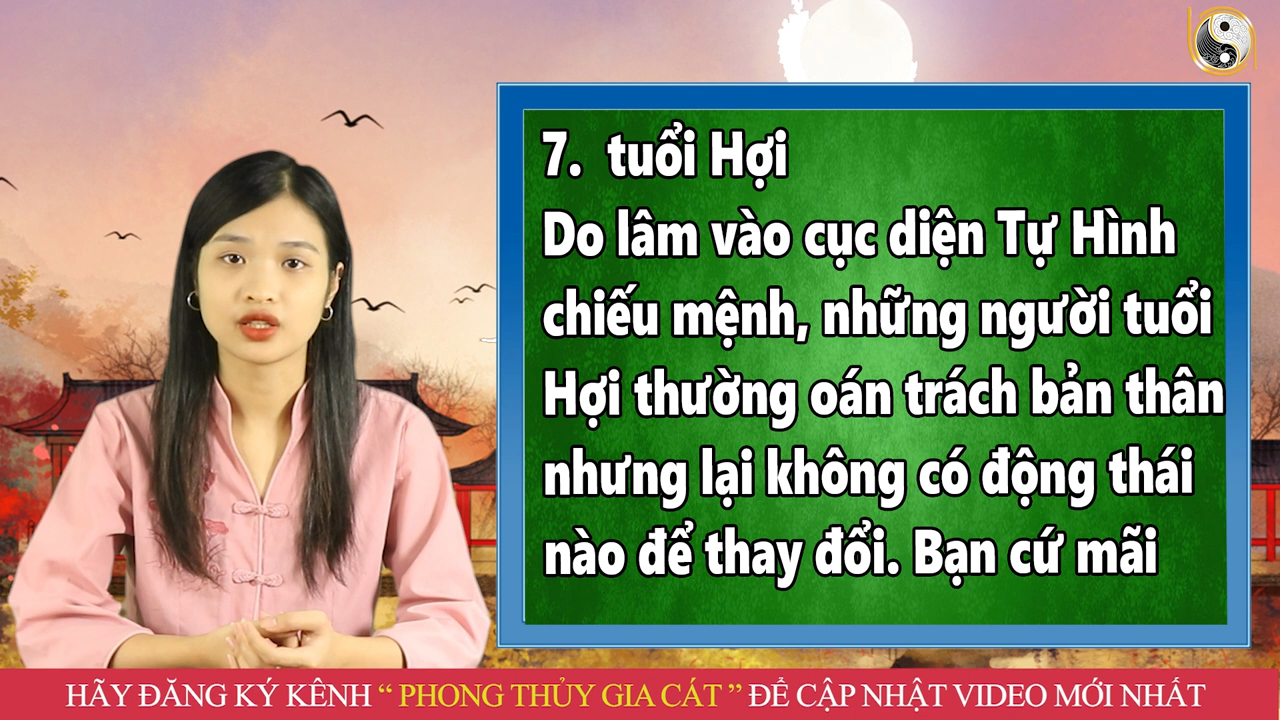 7. tuổi Hợi
Do lâm vào cục diện Tự Hình
chiếu mệnh, những người tuổi
Hợi thường oán trách bản thân
nhưng lại không có động thái
nào để thay đổi. Bạn cứ mãi
HÃY ĐĂNG KÝ KÊNH “ PHONG THỦY GIA CÁT ” ĐỂ CẬP NHẬT VIDEO MỚI NHẤT